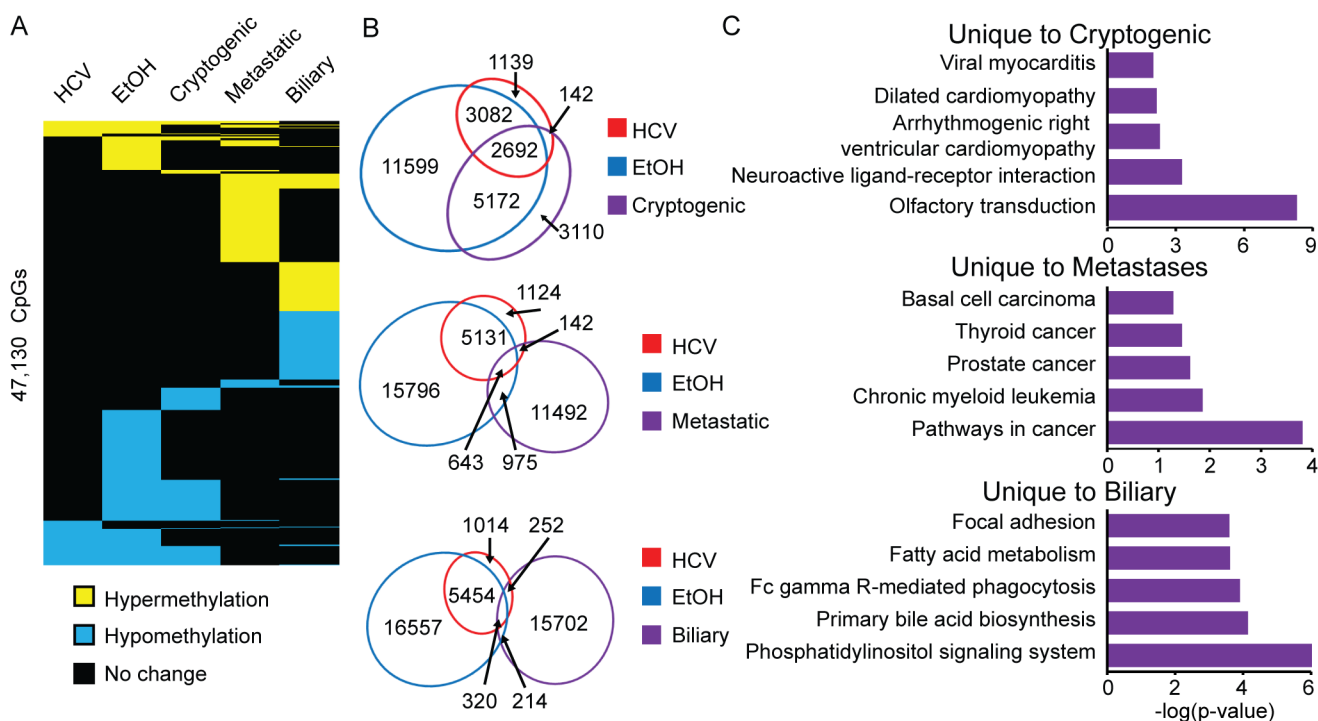 A
HCV
EtOH
Cryptogenic
Metastatic
Biliary
47,130 CpGs
Hypermethylation
Hypomethylation
No change
B
1139
142
3082
2692
11599
5172
3110
HCV
EtOH
Cryptogenic
1124
142
5131
15796
11492
643
975
HCV
EtOH
Metastatic
1014
252
5454
16557
15702
320
214
HCV
EtOH
Biliary
C
Unique to Cryptogenic
Viral myocarditis
Dilated cardiomyopathy
Arrhythmogenic right
ventricular cardiomyopathy
Neuroactive ligand-receptor interaction
Olfactory transduction
0 3 6 9
Unique to Metastases
Basal cell carcinoma
Thyroid cancer
Prostate cancer
Chronic myeloid leukemia
Pathways in cancer
0 1 2 3 4
Unique to Biliary
Focal adhesion
Fatty acid metabolism
Fc gamma R-mediated phagocytosis
Primary bile acid biosynthesis
Phosphatidylinositol signaling system
0 2 4 6
-log(p-value)